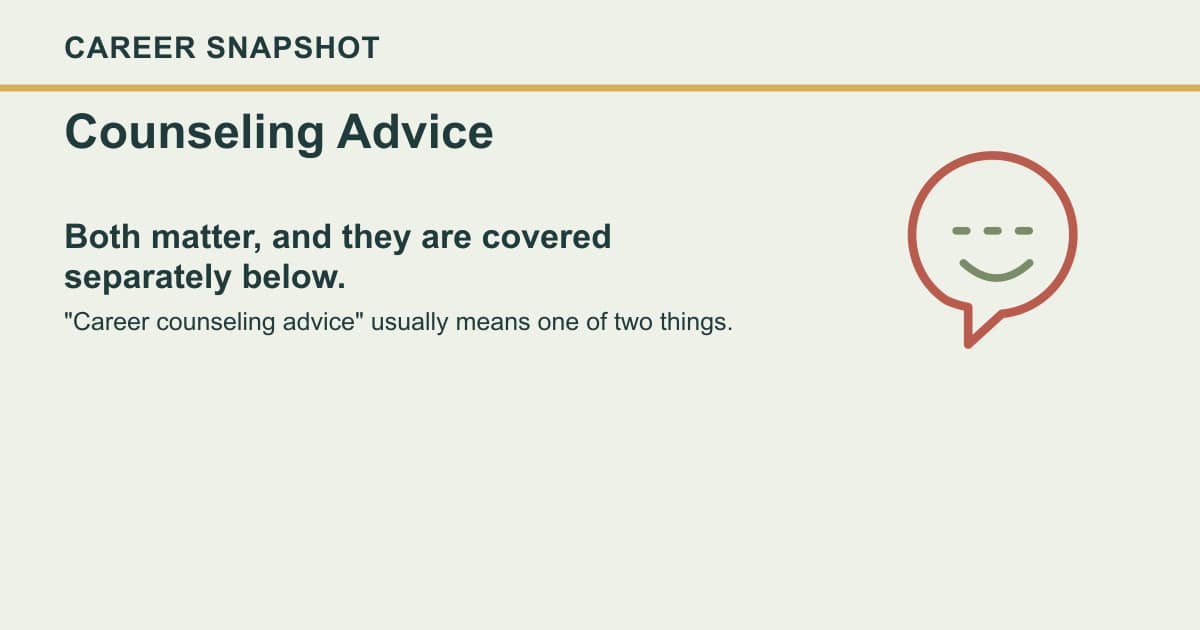 CAREER SNAPSHOT
Counseling Advice
Both matter, and they are covered
separately below.
"Career counseling advice" usually means one of two things.